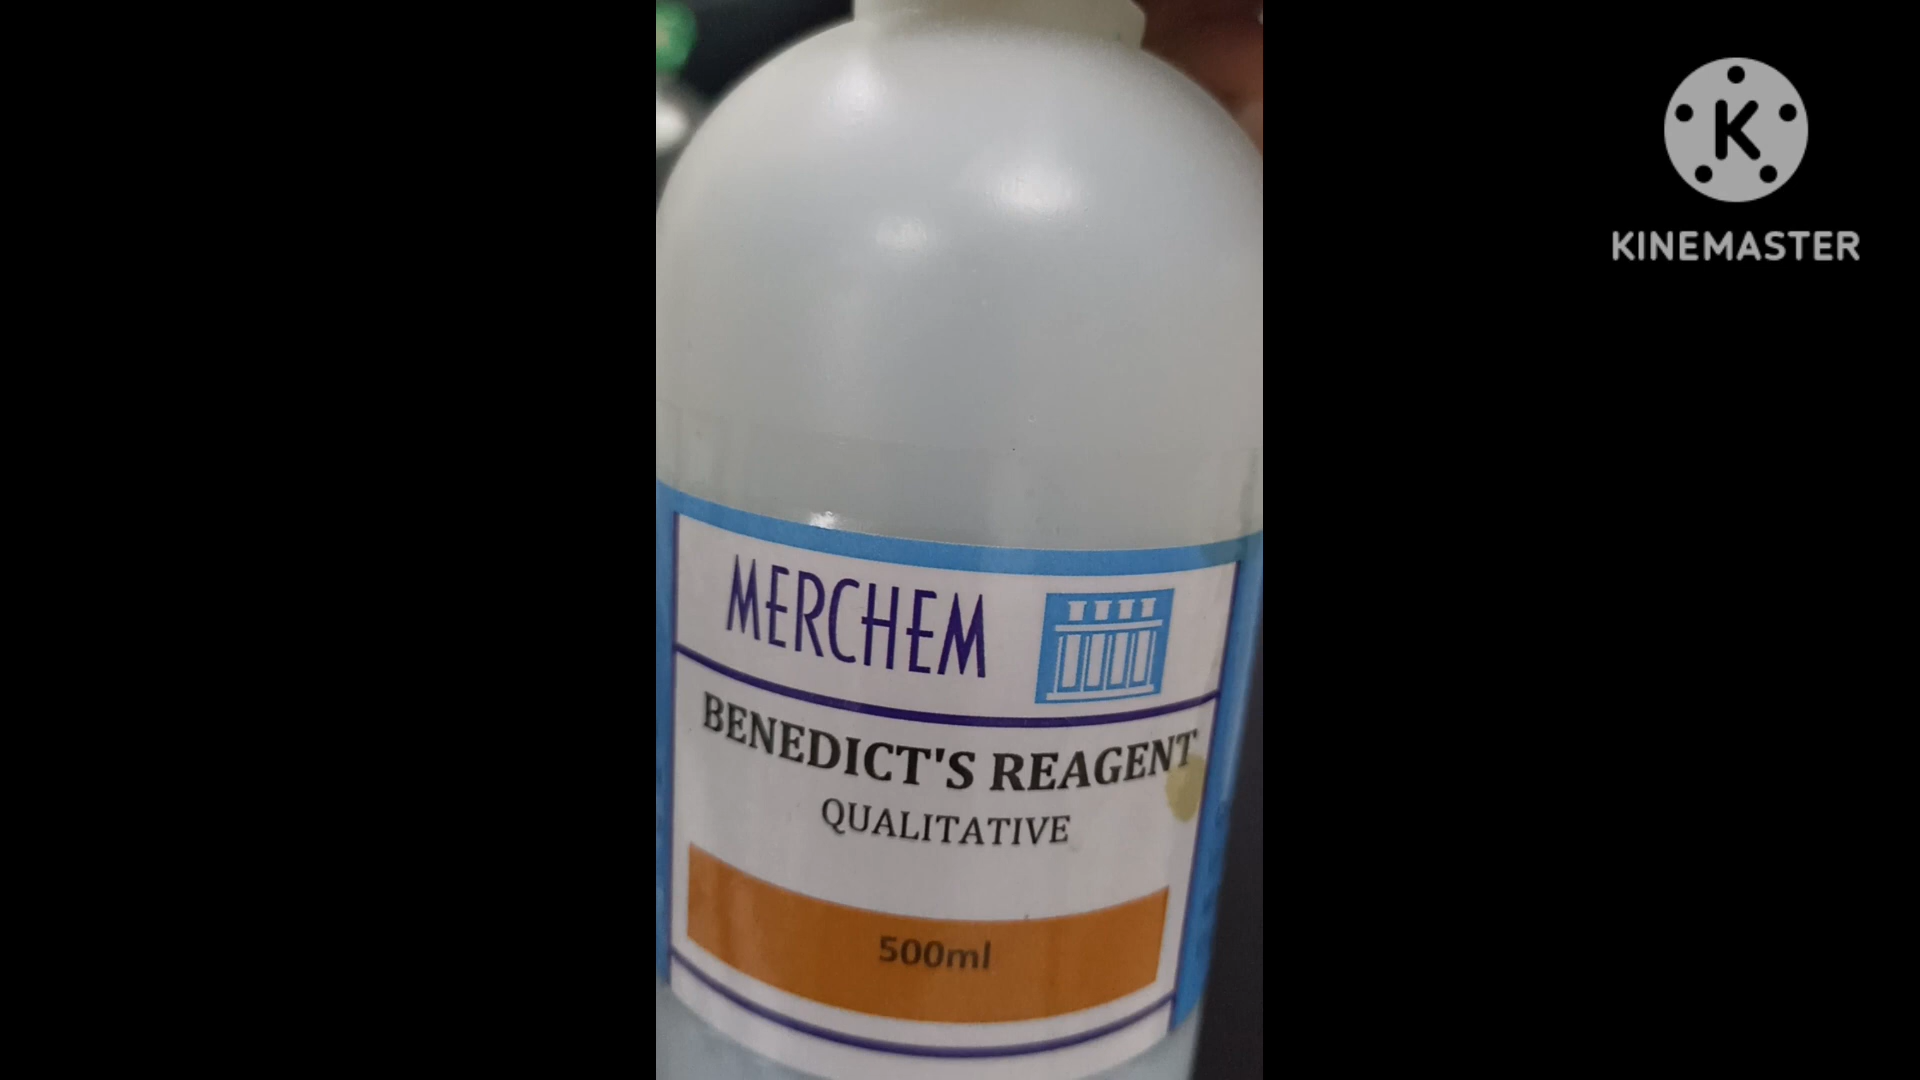 K
KINEMASTER
MERCHEM
BENEDICT'S REAGENT
QUALITATIVE
500ml